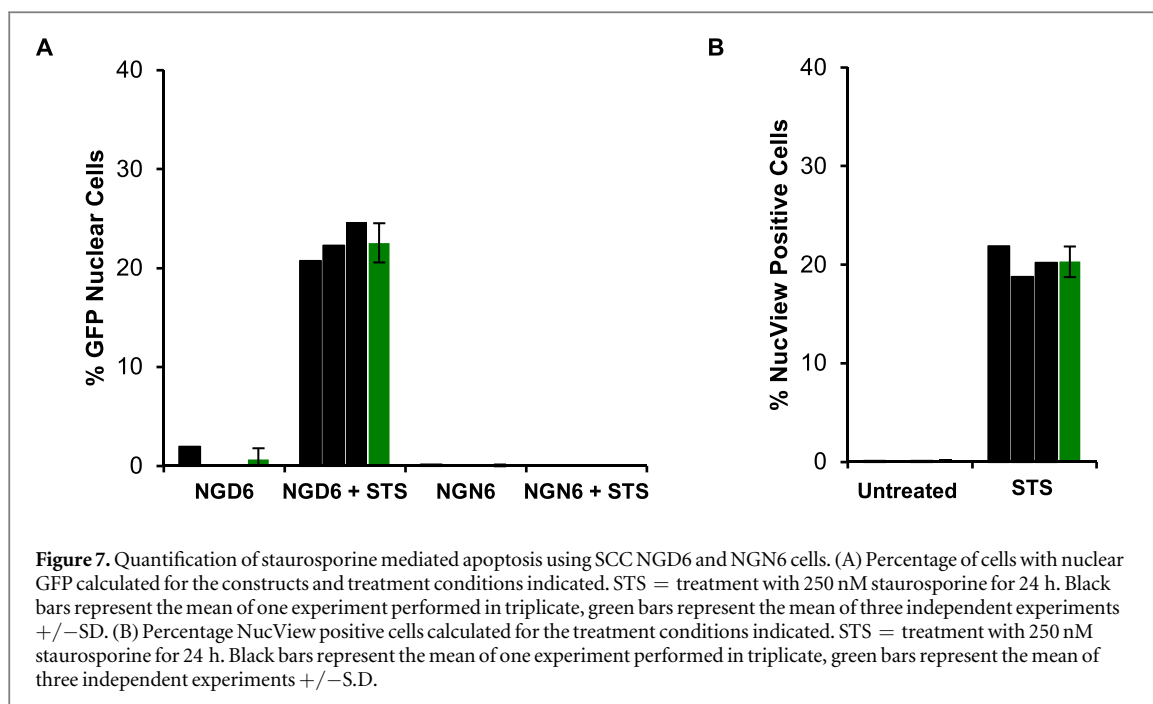 A
B
40
30
20
10
0
% GFP Nuclear Cells
NGD6 NGD6 + STS NGN6 NGN6 + STS
40
30
20
10
0
% NucView Positive Cells
Untreated STS
Figure 7. Quantification of staurosporine mediated apoptosis using SCC NGD6 and NGN6 cells. (A) Percentage of cells with nuclear
GFP calculated for the constructs and treatment conditions indicated. STS = treatment with 250 nM staurosporine for 24 h. Black
bars represent the mean of one experiment performed in triplicate, green bars represent the mean of three independent experiments
+/−SD. (B) Percentage NucView positive cells calculated for the treatment conditions indicated. STS = treatment with 250 nM
staurosporine for 24 h. Black bars represent the mean of one experiment performed in triplicate, green bars represent the mean of
three independent experiments +/−S.D.